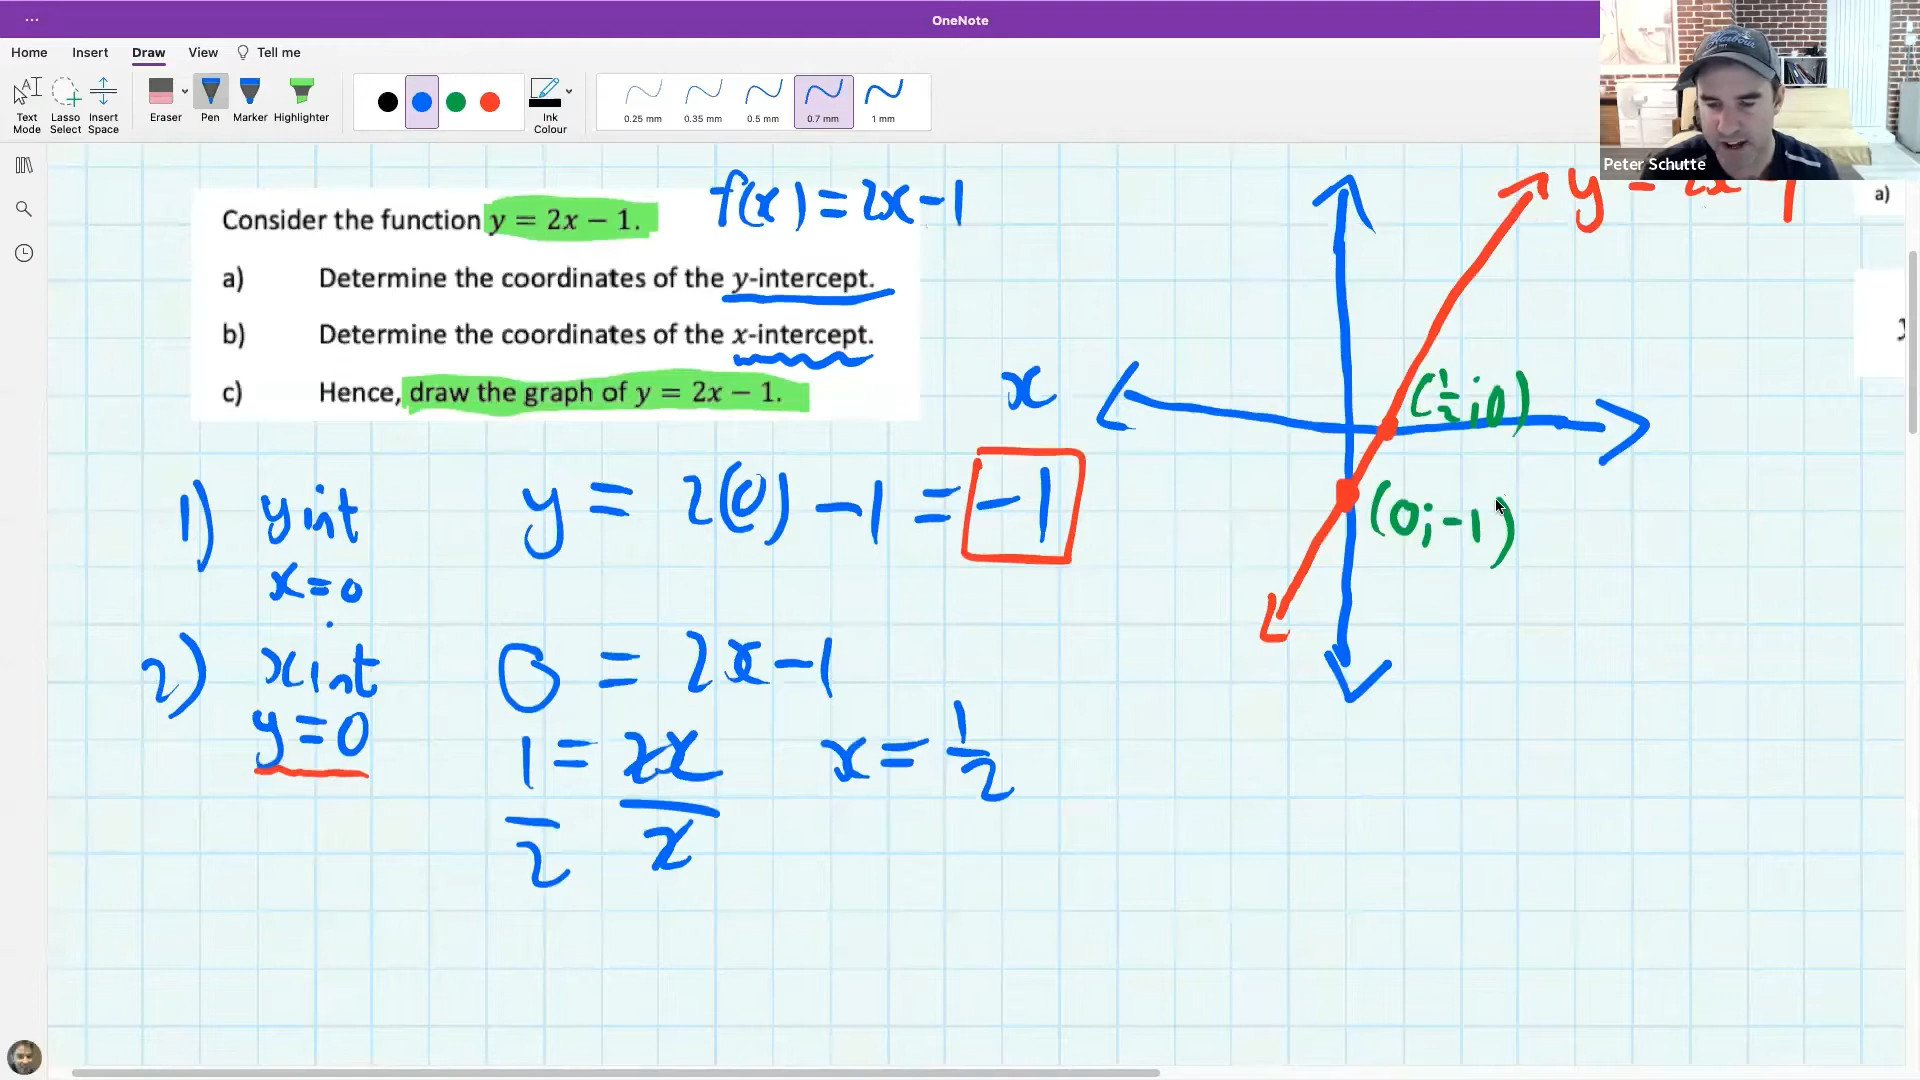 OneNote
Home Insert Draw View Tell me
Text Mode
Lasso Select
Insert Space
Eraser
Pen
Marker
Highlighter
Ink Colour
0.25 mm
0.35 mm
0.5 mm
0.7 mm
1 mm
Peter Schutte
Consider the function y = 2x − 1.
f(x) = 2x-1
a) Determine the coordinates of the y-intercept.
b) Determine the coordinates of the x-intercept.
c) Hence, draw the graph of y = 2x − 1.
1) y int
x=0
y = 2(0) -1 = -1
2) x int
y=0
0 = 2x-1
1/2 = 2x/2
x = 1/2
x
y = 2x-1
(1/2;0)
(0;-1)
a)